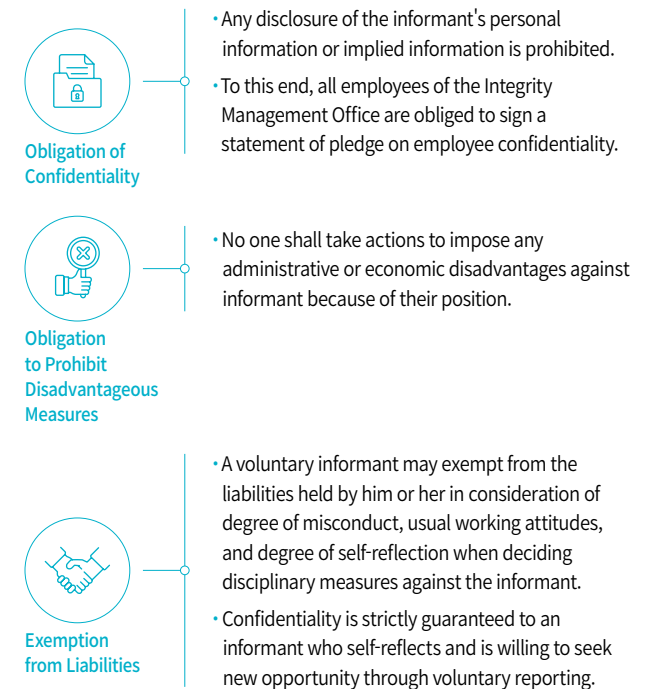 Obligation of
Confidentiality
· Any disclosure of the informant's personal
information or implied information is prohibited.
· To this end, all employees of the Integrity
Management Office are obliged to sign a
statement of pledge on employee confidentiality.
Obligation
to Prohibit
Disadvantageous
Measures
· No one shall take actions to impose any
administrative or economic disadvantages against
informant because of their position.
Exemption
from Liabilities
· A voluntary informant may exempt from the
liabilities held by him or her in consideration of
degree of misconduct, usual working attitudes,
and degree of self-reflection when deciding
disciplinary measures against the informant.
· Confidentiality is strictly guaranteed to an
informant who self-reflects and is willing to seek
new opportunity through voluntary reporting.